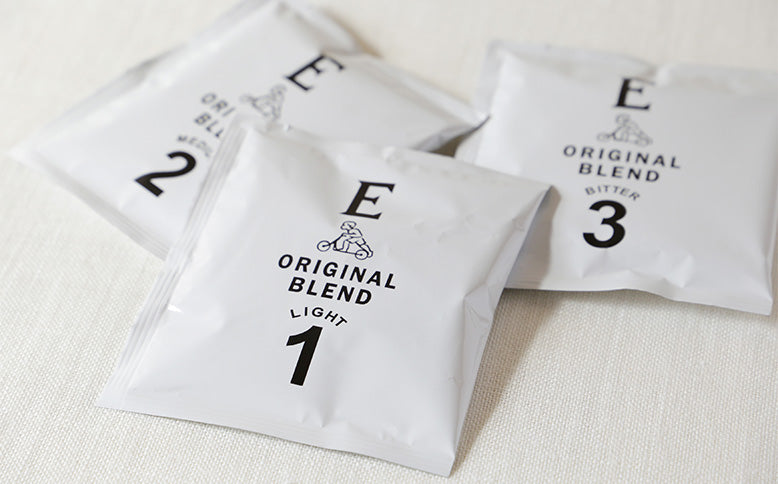 E
ORIGINAL
BLEND
2
E
ORIGINAL
BLEND
BITTER
3
E
ORIGINAL
BLEND
LIGHT
1